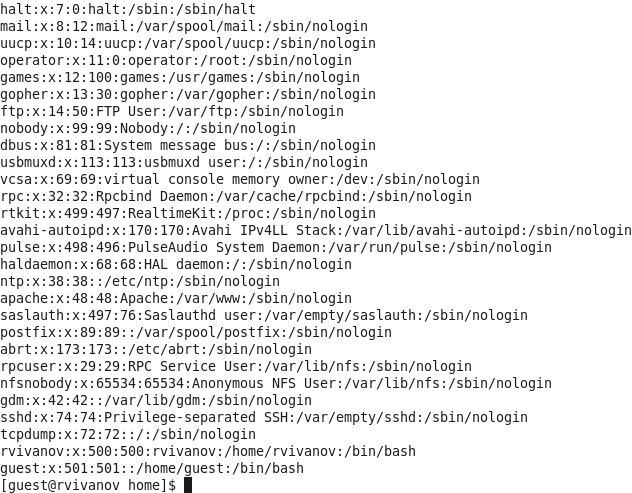 halt:x:7:0:halt:/sbin:/sbin/halt
mail:x:8:12:mail:/var/spool/mail:/sbin/nologin
uucp:x:10:14:uucp:/var/spool/uucp:/sbin/nologin
operator:x:11:0:operator:/root:/sbin/nologin
games:x:12:100:games:/usr/games:/sbin/nologin
gopher:x:13:30:gopher:/var/gopher:/sbin/nologin
ftp:x:14:50:FTP User:/var/ftp:/sbin/nologin
nobody:x:99:99:Nobody:/:/sbin/nologin
dbus:x:81:81:System message bus:/:/sbin/nologin
usbmuxd:x:113:113:usbmuxd user:/:/sbin/nologin
vcsa:x:69:69:virtual console memory owner:/dev:/sbin/nologin
rpc:x:32:32:Rpcbind Daemon:/var/cache/rpcbind:/sbin/nologin
rtkit:x:499:497:RealtimeKit:/proc:/sbin/nologin
avahi-autoipd:x:170:170:Avahi IPv4LL Stack:/var/lib/avahi-autoipd:/sbin/nologin
pulse:x:498:496:PulseAudio System Daemon:/var/run/pulse:/sbin/nologin
haldaemon:x:68:68:HAL daemon:/:/sbin/nologin
ntp:x:38:38::/etc/ntp:/sbin/nologin
apache:x:48:48:Apache:/var/www:/sbin/nologin
saslauth:x:497:76:Saslauthd user:/var/empty/saslauth:/sbin/nologin
postfix:x:89:89::/var/spool/postfix:/sbin/nologin
abrt:x:173:173::/etc/abrt:/sbin/nologin
rpcuser:x:29:29:RPC Service User:/var/lib/nfs:/sbin/nologin
nfsnobody:x:65534:65534:Anonymous NFS User:/var/lib/nfs:/sbin/nologin
gdm:x:42:42::/var/lib/gdm:/sbin/nologin
sshd:x:74:74:Privilege-separated SSH:/var/empty/sshd:/sbin/nologin
tcpdump:x:72:72::/:/sbin/nologin
rvivanov:x:500:500:rvivanov:/home/rvivanov:/bin/bash
guest:x:501:501::/home/guest:/bin/bash
[guest@rvivanov home]$